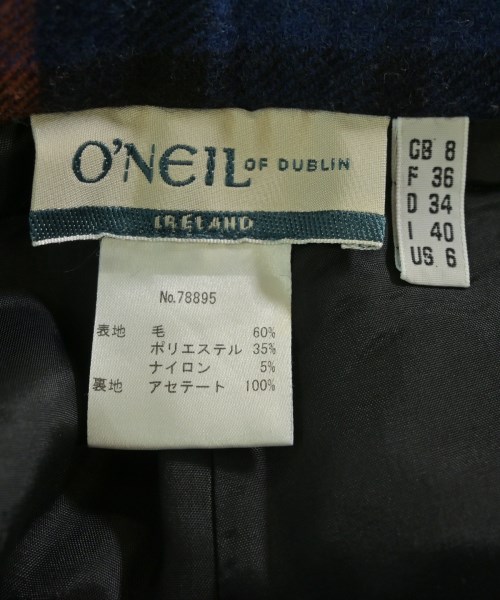 O'NEIL OF DUBLIN
IRELAND
GB 8
F 36
D 34
I 40
US 6
No.78895
表地 毛 60%
ポリエステル 35%
ナイロン 5%
裏地 アセテート 100%